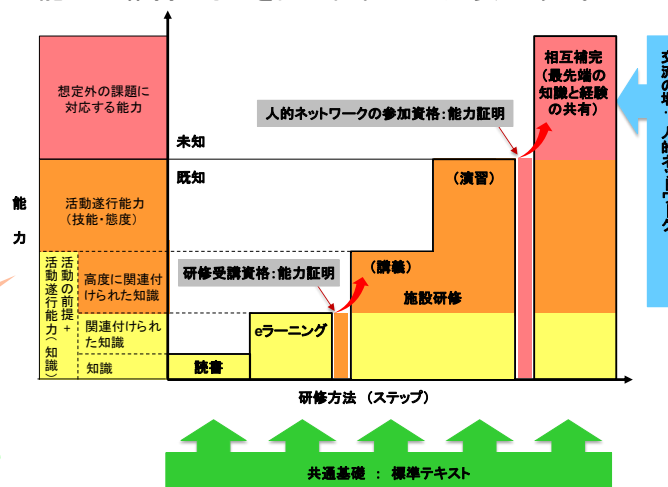 想定外の課題に
対応する能力
活動遂行能力
(技能・態度)
高度に関連付
けられた知識
関連付けられ
た知識
知識
活動の前提+
活動遂行能力(知識)
能
力
未知
既知
人的ネットワークの参加資格:能力証明
研修受講資格:能力証明
相互補完
(最先端の
知識と経験
の共有)
(演習)
(講義)
施設研修
eラーニング
読書
研修方法 (ステップ)
共通基礎 : 標準テキスト